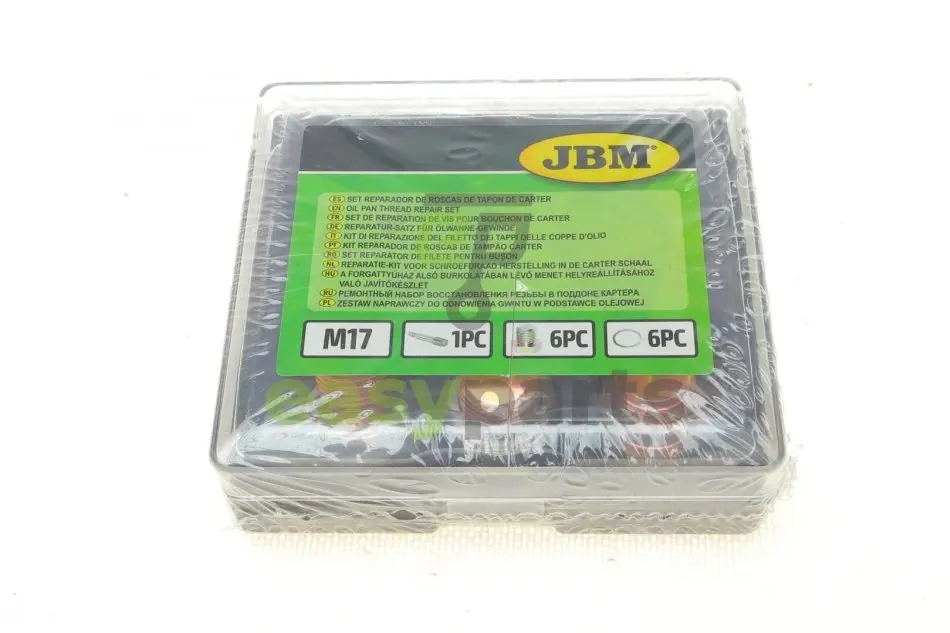 JBM®
ES SET REPARADOR DE ROSCAS DE TAPON DE CARTER
EN OIL PAN THREAD REPAIR SET
FR SET DE REPARATION DE VIS POUR BOUCHON DE CARTER
DE REPARATUR-SATZ FÜR ÖLWANNE-GEWINDE
IT KIT DI REPARAZIONE DEL FILETTO DEI TAPPI DELLE COPPE D'OLIO
PT KIT REPARADOR DE ROSCAS DE TAMPÃO CARTER
RO SET REPARATOR DE FILETE PENTRU BUSON
NL REPARATIE-KIT VOOR SCHROEFDRAAD HERSTELLING IN DE CARTER SCHAAL
HU A FORGATTYÚHÁZ ALSÓ BURKOLATÁBAN LÉVŐ MENET HELYREÁLLÍTÁSÁHOZ
VALÓ JAVÍTÓKÉSZLET
RU РЕМОНТНЫЙ НАБОР ВОССТАНОВЛЕНИЯ РЕЗЬБЫ В ПОДДОНЕ КАРТЕРА
PL ZESTAW NAPRAWCZY DO ODNOWIENIA GWINTU W PODSTAWCE OLEJOWEJ
M17 1PC 6PC 6PC
easyparts